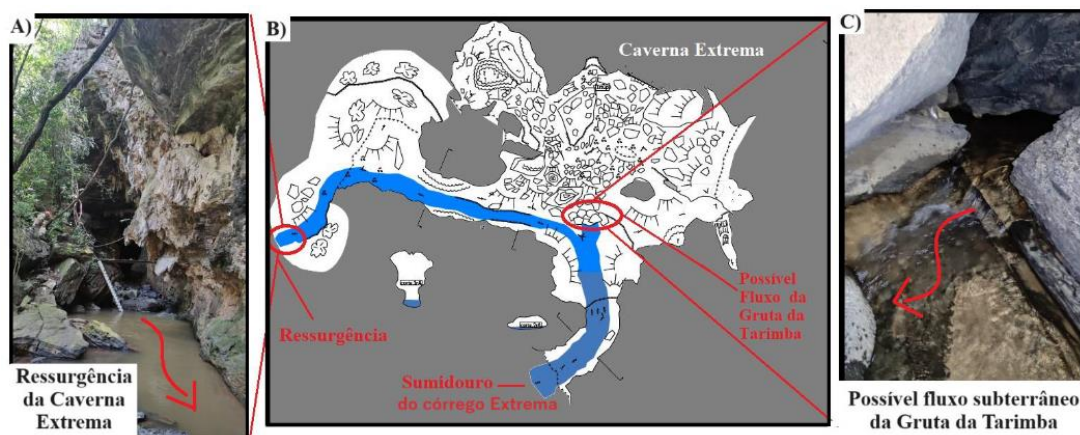 A)
Ressurgência
da Caverna
Extrema
B)
Caverna Extrema
Possível
Fluxo da
Gruta da
Tarimba
Ressurgência
Sumidouro
do córrego Extrema
C)
Possível fluxo subterrâneo
da Gruta da Tarimba